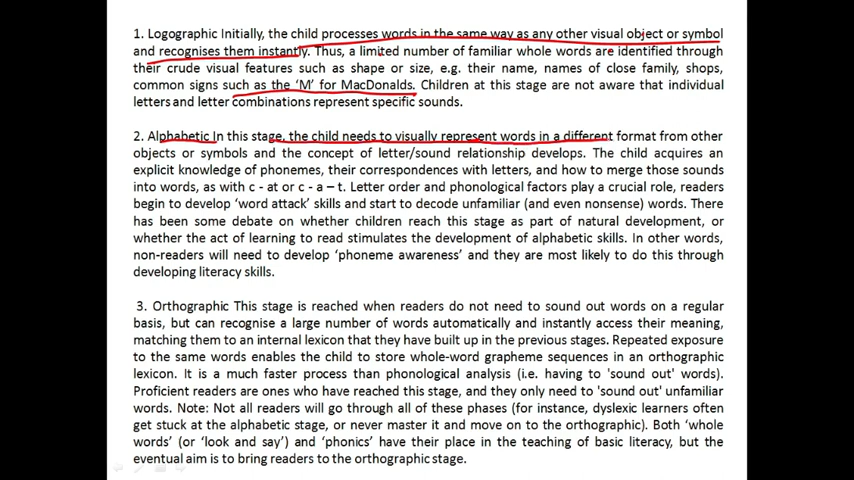 1. Logographic Initially, the child processes words in the same way as any other visual object or symbol
and recognises them instantly. Thus, a limited number of familiar whole words are identified through
their crude visual features such as shape or size, e.g. their name, names of close family, shops,
common signs such as the 'M' for MacDonalds. Children at this stage are not aware that individual
letters and letter combinations represent specific sounds.
2. Alphabetic In this stage, the child needs to visually represent words in a different format from other
objects or symbols and the concept of letter/sound relationship develops. The child acquires an
explicit knowledge of phonemes, their correspondences with letters, and how to merge those sounds
into words, as with c - at or c - a – t. Letter order and phonological factors play a crucial role, readers
begin to develop 'word attack' skills and start to decode unfamiliar (and even nonsense) words. There
has been some debate on whether children reach this stage as part of natural development, or
whether the act of learning to read stimulates the development of alphabetic skills. In other words,
non-readers will need to develop 'phoneme awareness' and they are most likely to do this through
developing literacy skills.
3. Orthographic This stage is reached when readers do not need to sound out words on a regular
basis, but can recognise a large number of words automatically and instantly access their meaning,
matching them to an internal lexicon that they have built up in the previous stages. Repeated exposure
to the same words enables the child to store whole-word grapheme sequences in an orthographic
lexicon. It is a much faster process than phonological analysis (i.e. having to 'sound out' words).
Proficient readers are ones who have reached this stage, and they only need to 'sound out' unfamiliar
words. Note: Not all readers will go through all of these phases (for instance, dyslexic learners often
get stuck at the alphabetic stage, or never master it and move on to the orthographic). Both 'whole
words' (or 'look and say') and 'phonics' have their place in the teaching of basic literacy, but the
eventual aim is to bring readers to the orthographic stage.